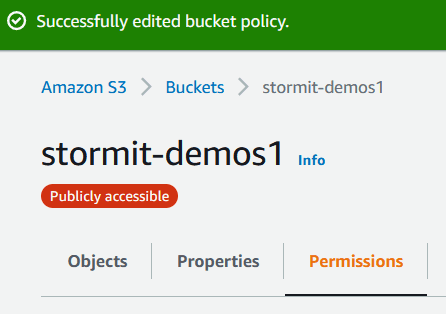 Successfully edited bucket policy.
Amazon S3 > Buckets > stormit-demos1
stormit-demos1 Info
Publicly accessible
Objects Properties Permissions